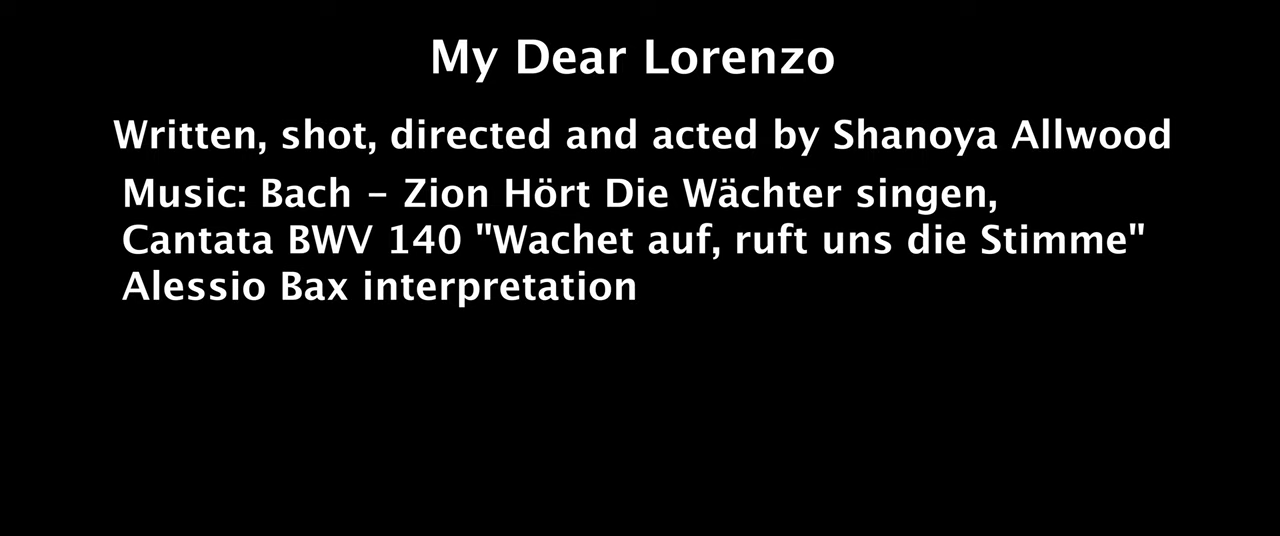 My Dear Lorenzo
Written, shot, directed and acted by Shanoya Allwood
Music: Bach - Zion Hört Die Wächter singen,
Cantata BWV 140 "Wachet auf, ruft uns die Stimme"
Alessio Bax interpretation